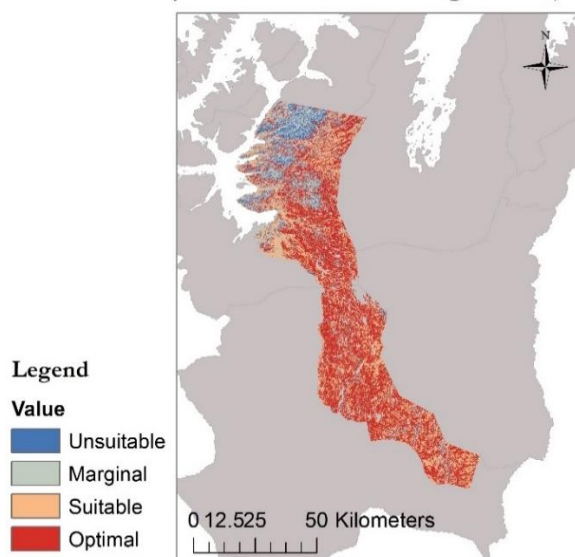 N
Legend
Value
Unsuitable
Marginal
Suitable
Optimal
0 12.525 50 Kilometers